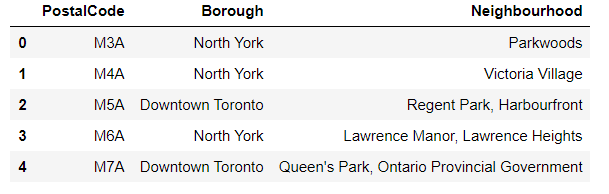 PostalCode Borough Neighbourhood
0 M3A North York Parkwoods
1 M4A North York Victoria Village
2 M5A Downtown Toronto Regent Park, Harbourfront
3 M6A North York Lawrence Manor, Lawrence Heights
4 M7A Downtown Toronto Queen's Park, Ontario Provincial Government